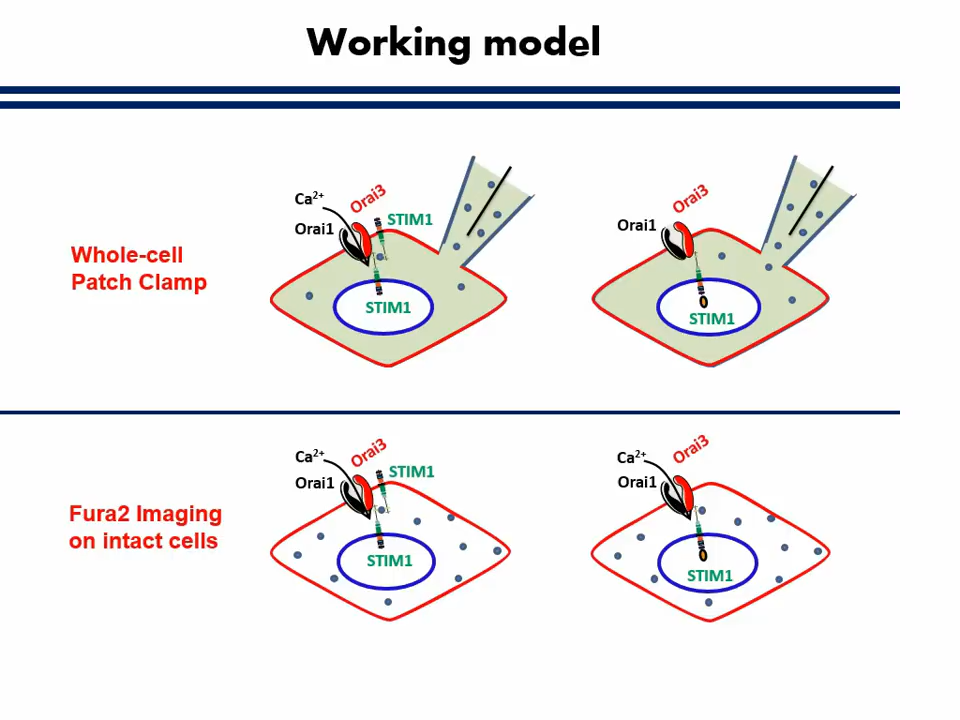 Working model
Ca²⁺
Orai3
Orai1
STIM1
STIM1
Orai3
Orai1
STIM1
Whole-cell
Patch Clamp
Ca²⁺
Orai3
Orai1
STIM1
STIM1
Ca²⁺
Orai3
Orai1
STIM1
Fura2 Imaging
on intact cells